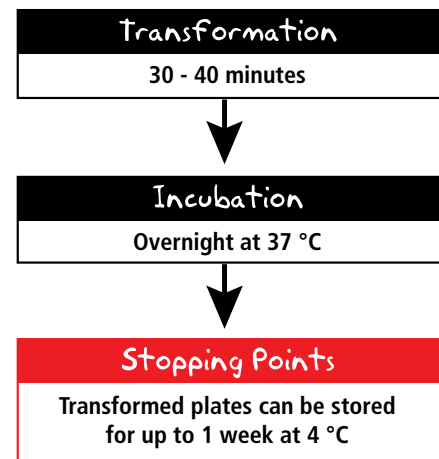 Transformation
30 - 40 minutes
Incubation
Overnight at 37 °C
Stopping Points
Transformed plates can be stored
for up to 1 week at 4 °C